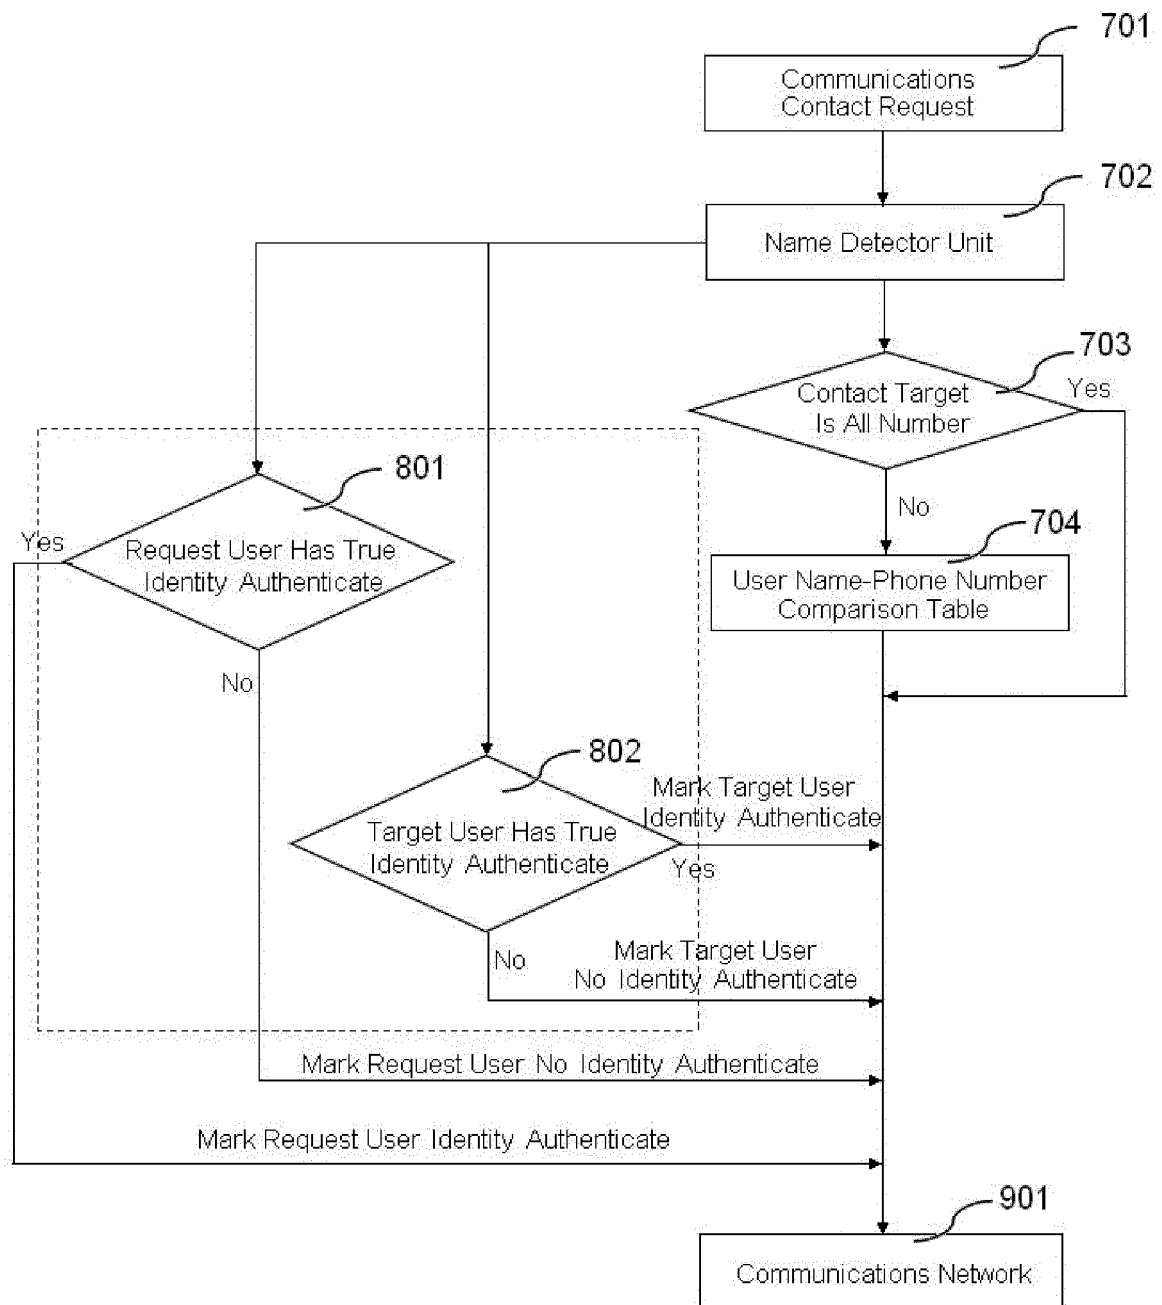 701
Communications
Contact Request
702
Name Detector Unit
703
Contact Target
Is All Number
Yes
No
801
Yes
Request User Has True
Identity Authenticate
No
704
User Name-Phone Number
Comparison Table
802
Target User Has True
Identity Authenticate
Mark Target User
Identity Authenticate
Yes
No
Mark Target User
No Identity Authenticate
Mark Request User No Identity Authenticate
Mark Request User Identity Authenticate
901
Communications Network